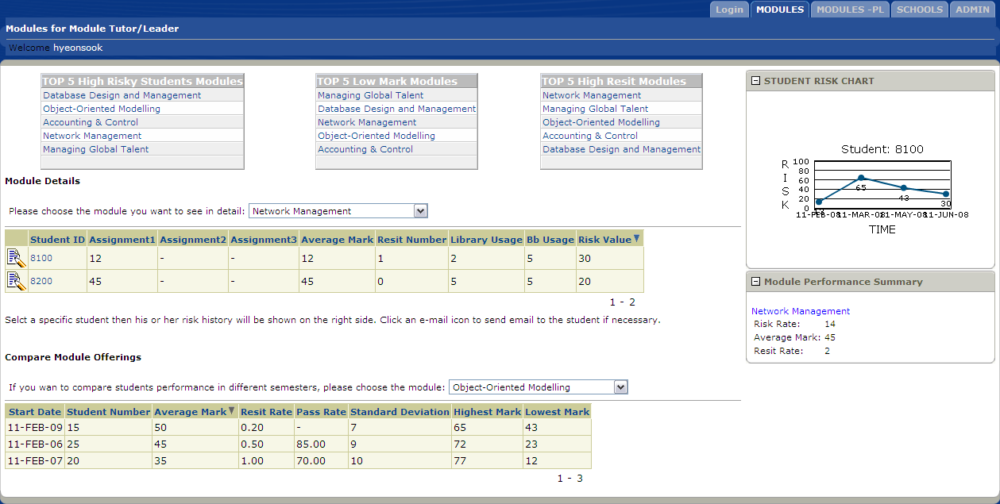 Login MODULES MODULES -PL SCHOOLS ADMIN
Modules for Module Tutor/Leader
Welcome hyeonsook
TOP 5 High Risky Students Modules
Database Design and Management
Object-Oriented Modelling
Accounting & Control
Network Management
Managing Global Talent
TOP 5 Low Mark Modules
Managing Global Talent
Database Design and Management
Network Management
Object-Oriented Modelling
Accounting & Control
TOP 5 High Resit Modules
Network Management
Managing Global Talent
Object-Oriented Modelling
Accounting & Control
Database Design and Management
Module Details
Please choose the module you want to see in detail: Network Management
Student ID Assignment1 Assignment2 Assignment3 Average Mark Resit Number Library Usage Bb Usage Risk Value
8100 12 - - 12 1 2 5 30
8200 45 - - 45 0 5 5 20
1 - 2
Selct a specific student then his or her risk history will be shown on the right side. Click an e-mail icon to send email to the student if necessary.
Compare Module Offerings
If you wan to compare students performance in different semesters, please choose the module: Object-Oriented Modelling
Start Date Student Number Average Mark Resit Rate Pass Rate Standard Deviation Highest Mark Lowest Mark
11-FEB-09 15 50 0.20 - 7 65 43
11-FEB-06 25 45 0.50 85.00 9 72 23
11-FEB-07 20 35 1.00 70.00 10 77 12
1 - 3
STUDENT RISK CHART
Student: 8100
RISK
100
80
60
40
20
0
65
43
30
11-FEB-08 11-MAR-08 11-MAY-08 11-JUN-08
TIME
Module Performance Summary
Network Management
Risk Rate: 14
Average Mark: 45
Resit Rate: 2